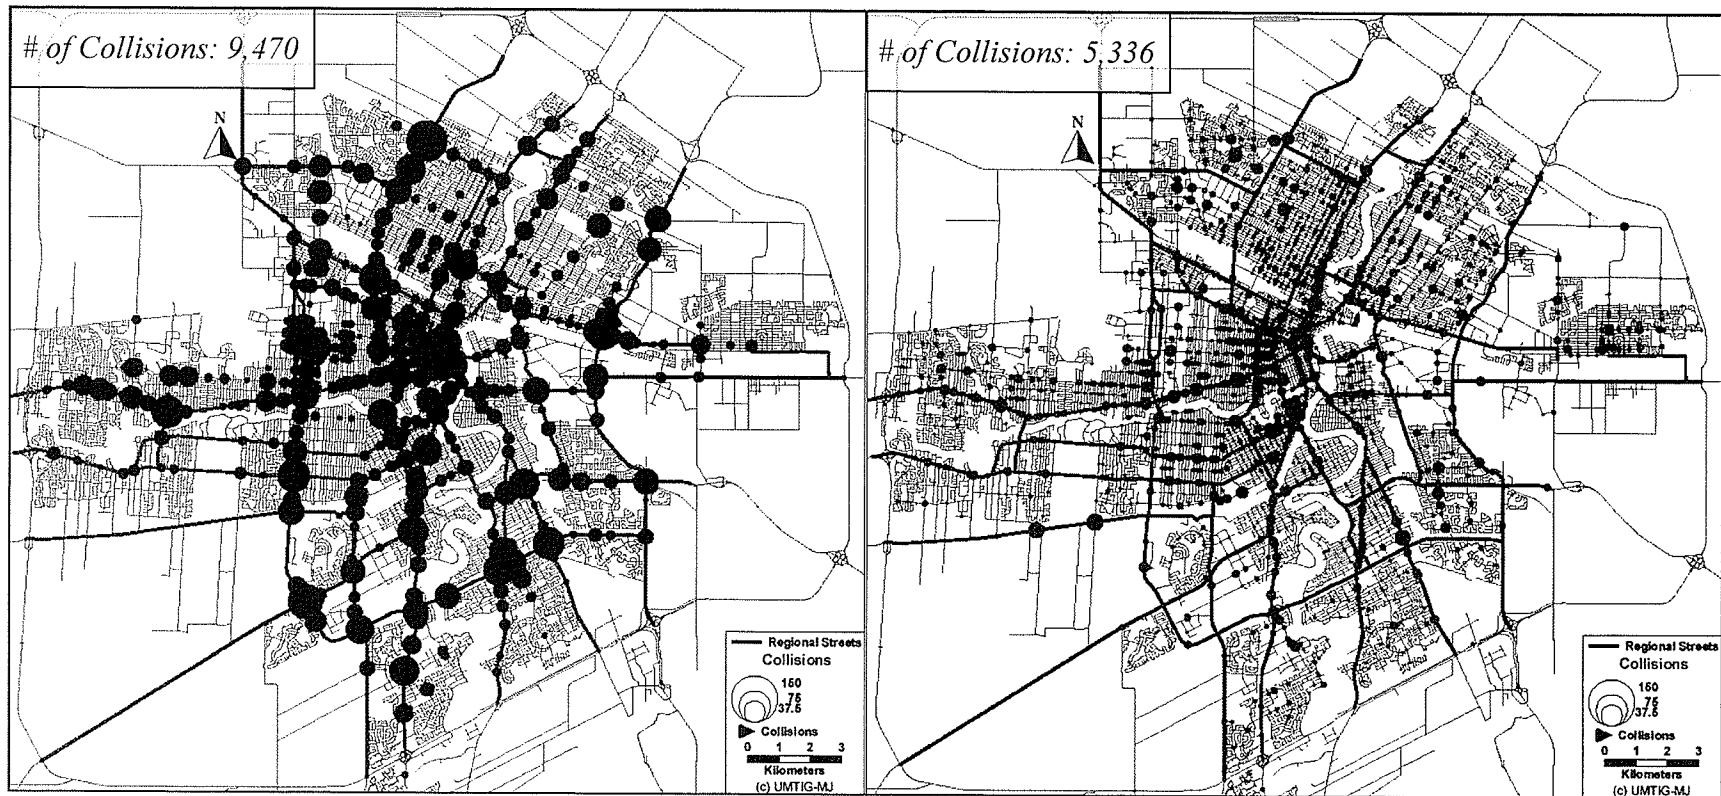 # of Collisions: 9,470
N
Regional Streets
Collisions
150
75
37.5
Collisions
0 1 2 3
Kilometers
(c) UMTIG-MJ
# of Collisions: 5,336
N
Regional Streets
Collisions
150
75
37.5
Collisions
0 1 2 3
Kilometers
(c) UMTIG-MJ